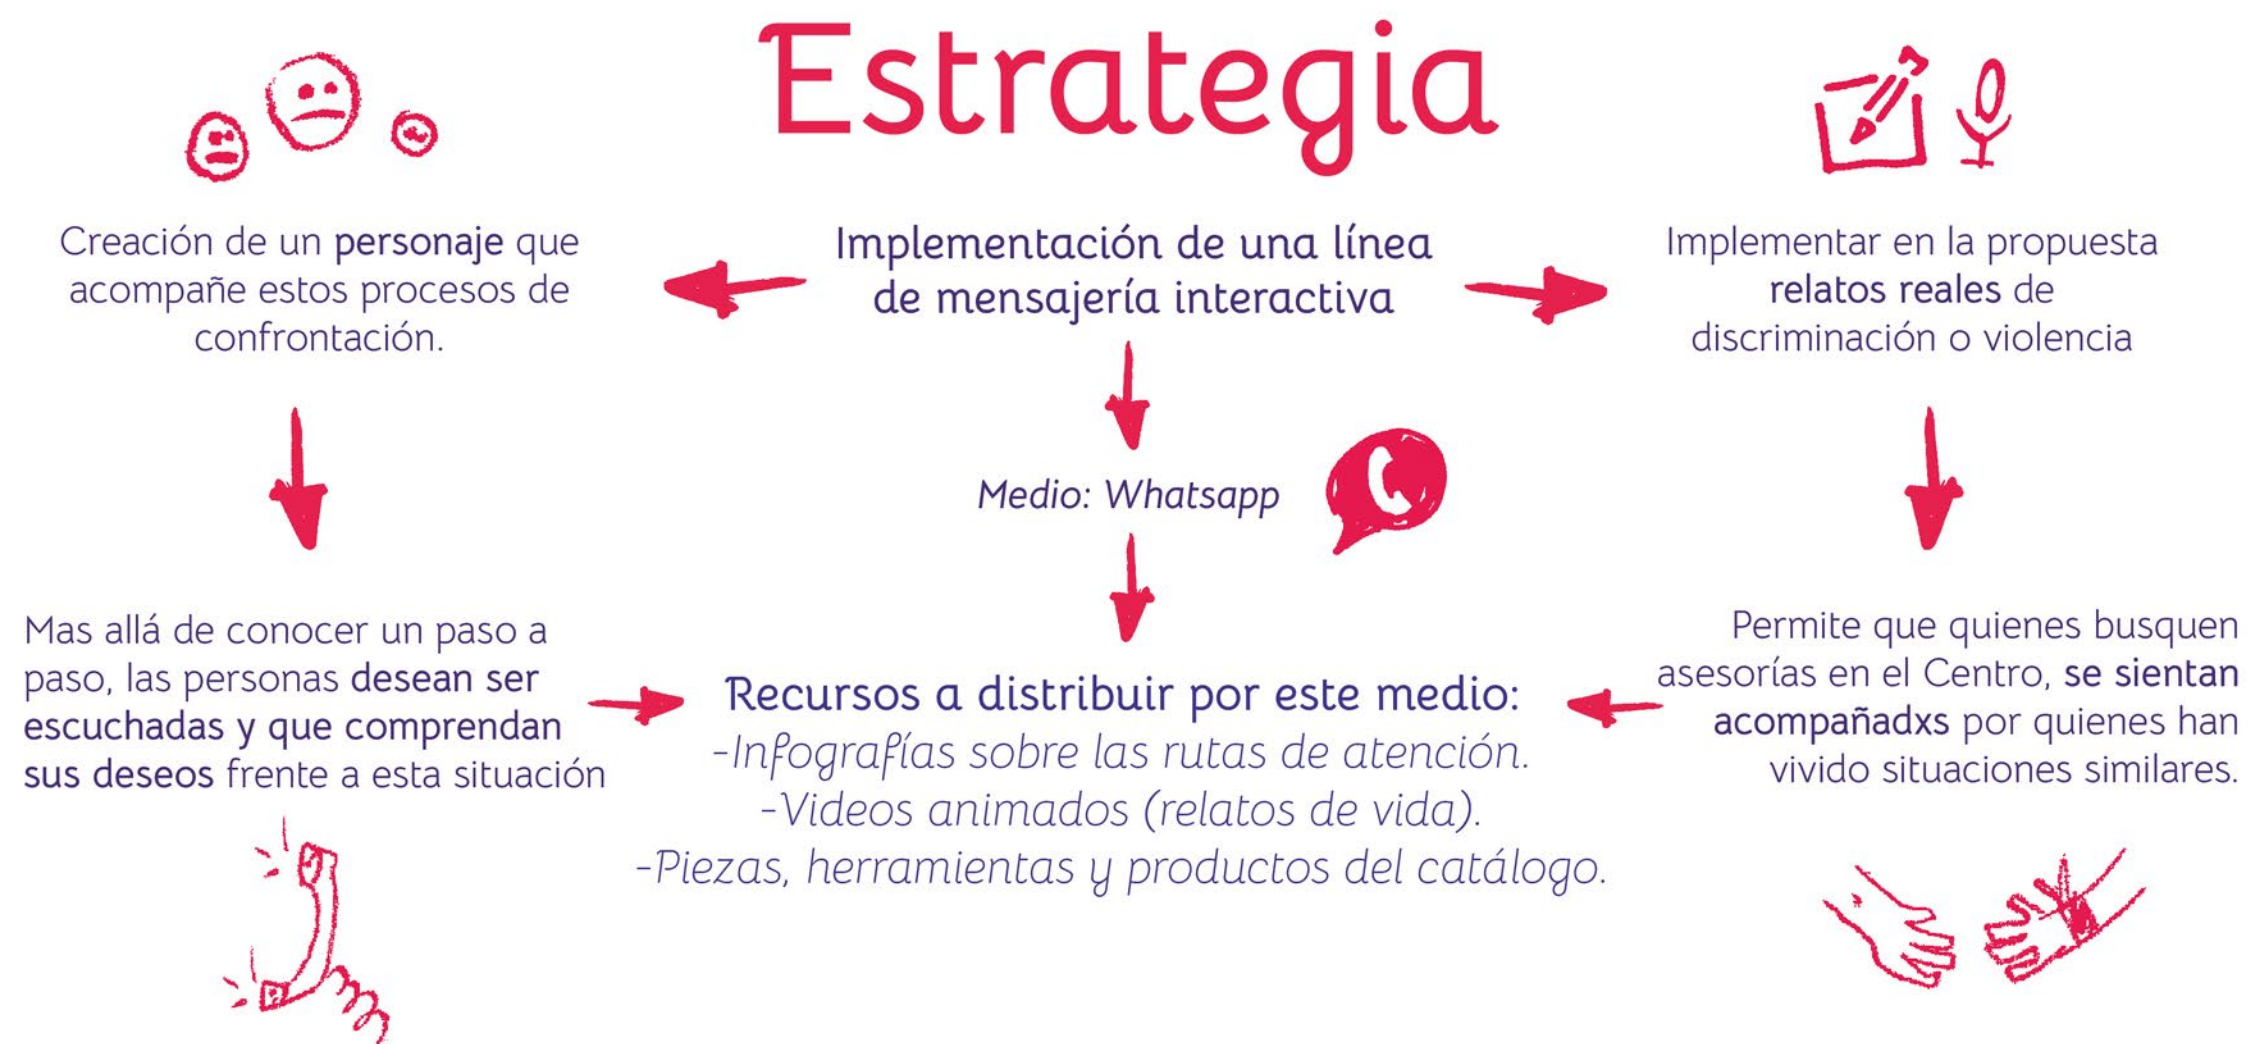 Estrategia
Creación de un personaje que
acompañe estos procesos de
confrontación.
Implementación de una línea
de mensajería interactiva
Implementar en la propuesta
relatos reales de
discriminación o violencia
Medio: Whatsapp
Mas allá de conocer un paso a
paso, las personas desean ser
escuchadas y que comprendan
sus deseos frente a esta situación
Recursos a distribuir por este medio:
-Infografías sobre las rutas de atención.
-Videos animados (relatos de vida).
-Piezas, herramientas y productos del catálogo.
Permite que quienes busquen
asesorías en el Centro, se sientan
acompañadxs por quienes han
vivido situaciones similares.